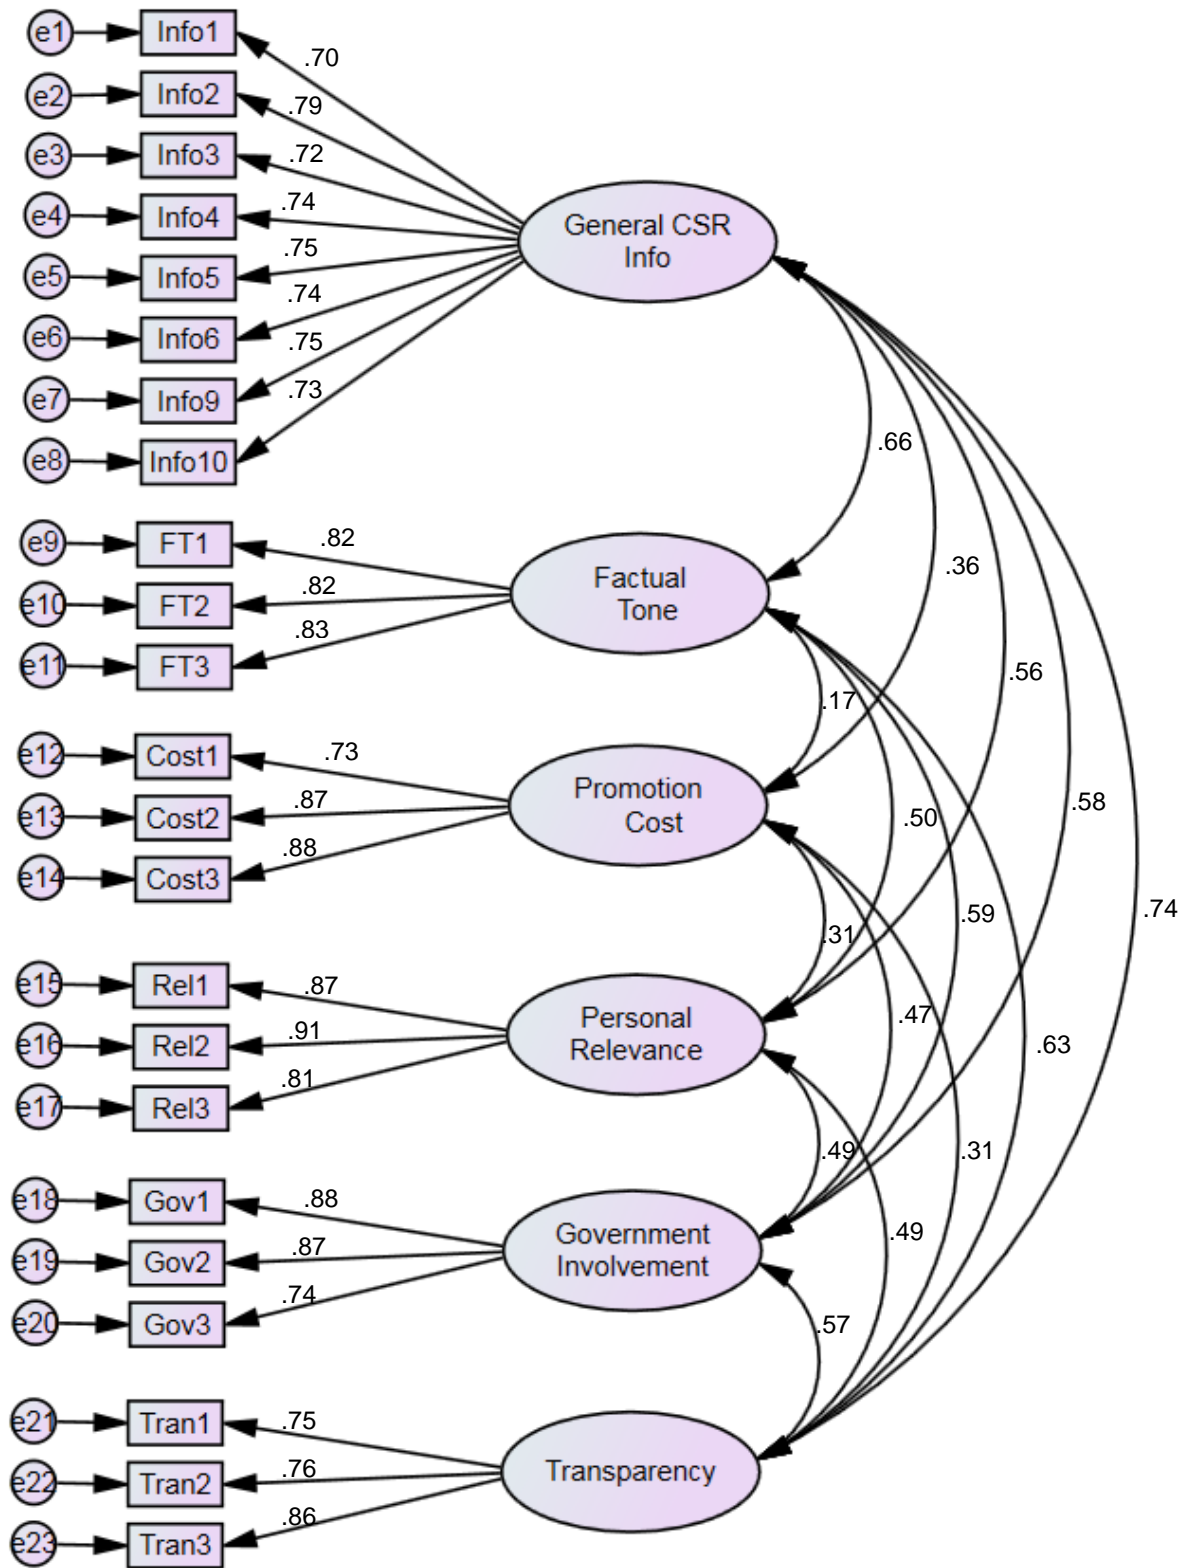 e1 Info1
.70
e2 Info2
.79
e3 Info3
.72
e4 Info4
.74
General CSR
Info
e5 Info5
.75
e6 Info6
.74
e7 Info9
.75
e8 Info10
.73
.66
e9 FT1
.82
.36
e10 FT2
.82
Factual
Tone
e11 FT3
.83
.56
.17
e12 Cost1
.73
e13 Cost2
.87
Promotion
Cost
.50
.58
e14 Cost3
.88
.59
.74
.31
e15 Rel1
.87
e16 Rel2
.91
Personal
Relevance
.47
.63
e17 Rel3
.81
.49
.31
e18 Gov1
.88
e19 Gov2
.87
Government
Involvement
.49
e20 Gov3
.74
.57
e21 Tran1
.75
e22 Tran2
.76
Transparency
e23 Tran3
.86